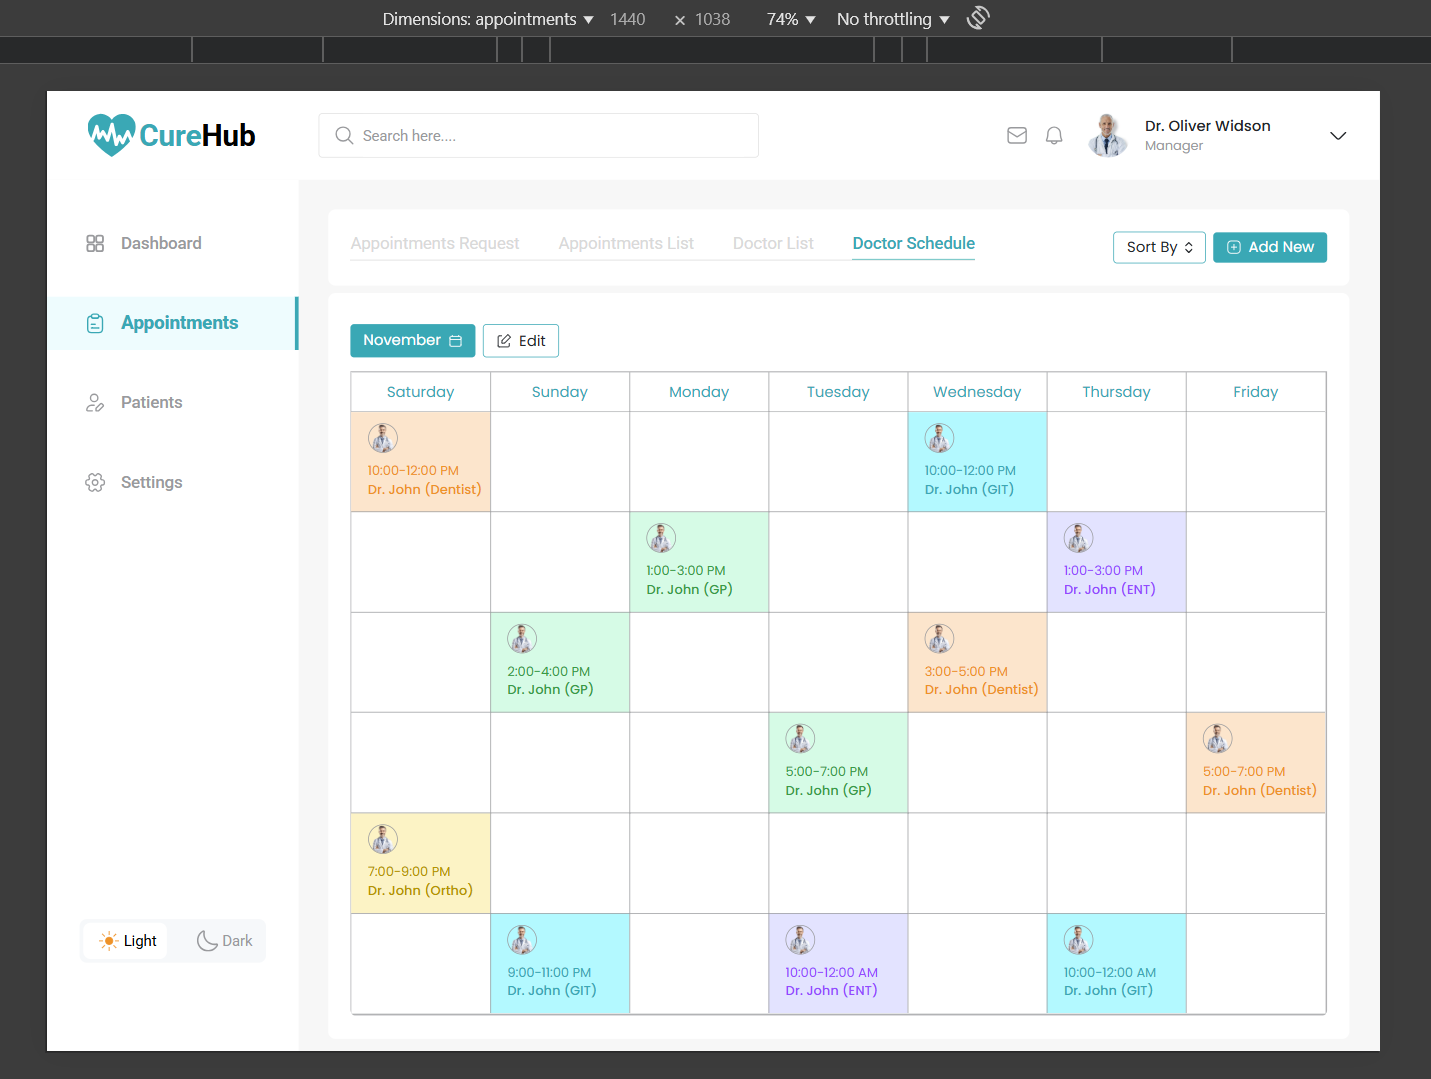 Dimensions: appointments 1440 × 1038 74% No throttling
CureHub
Search here....
Dr. Oliver Widson
Manager
Dashboard
Appointments
Patients
Settings
Light Dark
Appointments Request Appointments List Doctor List Doctor Schedule
Sort By Add New
November Edit
Saturday Sunday Monday Tuesday Wednesday Thursday Friday
10:00-12:00 PM
Dr. John (Dentist)
10:00-12:00 PM
Dr. John (GIT)
1:00-3:00 PM
Dr. John (GP)
1:00-3:00 PM
Dr. John (ENT)
2:00-4:00 PM
Dr. John (GP)
3:00-5:00 PM
Dr. John (Dentist)
5:00-7:00 PM
Dr. John (GP)
5:00-7:00 PM
Dr. John (Dentist)
7:00-9:00 PM
Dr. John (Ortho)
9:00-11:00 PM
Dr. John (GIT)
10:00-12:00 AM
Dr. John (ENT)
10:00-12:00 AM
Dr. John (GIT)